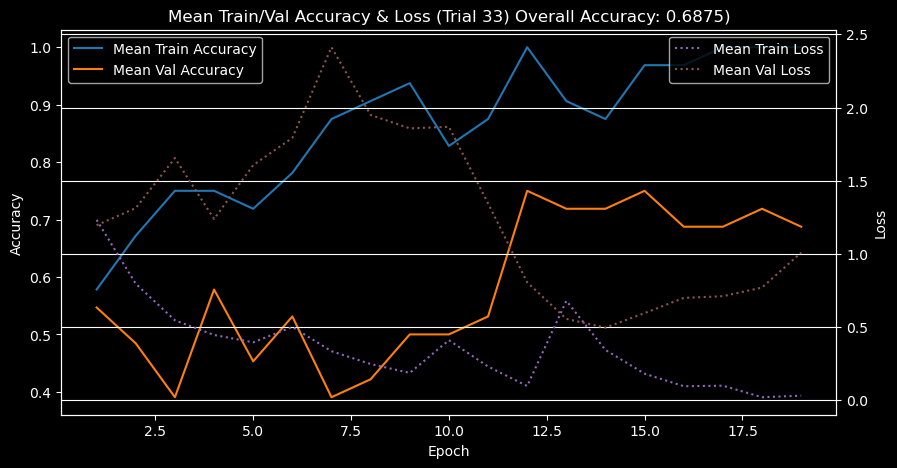 Mean Train/Val Accuracy & Loss (Trial 33) Overall Accuracy: 0.6875)
Mean Train Accuracy
Mean Val Accuracy
Mean Train Loss
Mean Val Loss
Accuracy
1.0
0.9
0.8
0.7
0.6
0.5
0.4
2.5
2.0
1.5
1.0
0.5
0.0
Loss
2.5 5.0 7.5 10.0 12.5 15.0 17.5
Epoch